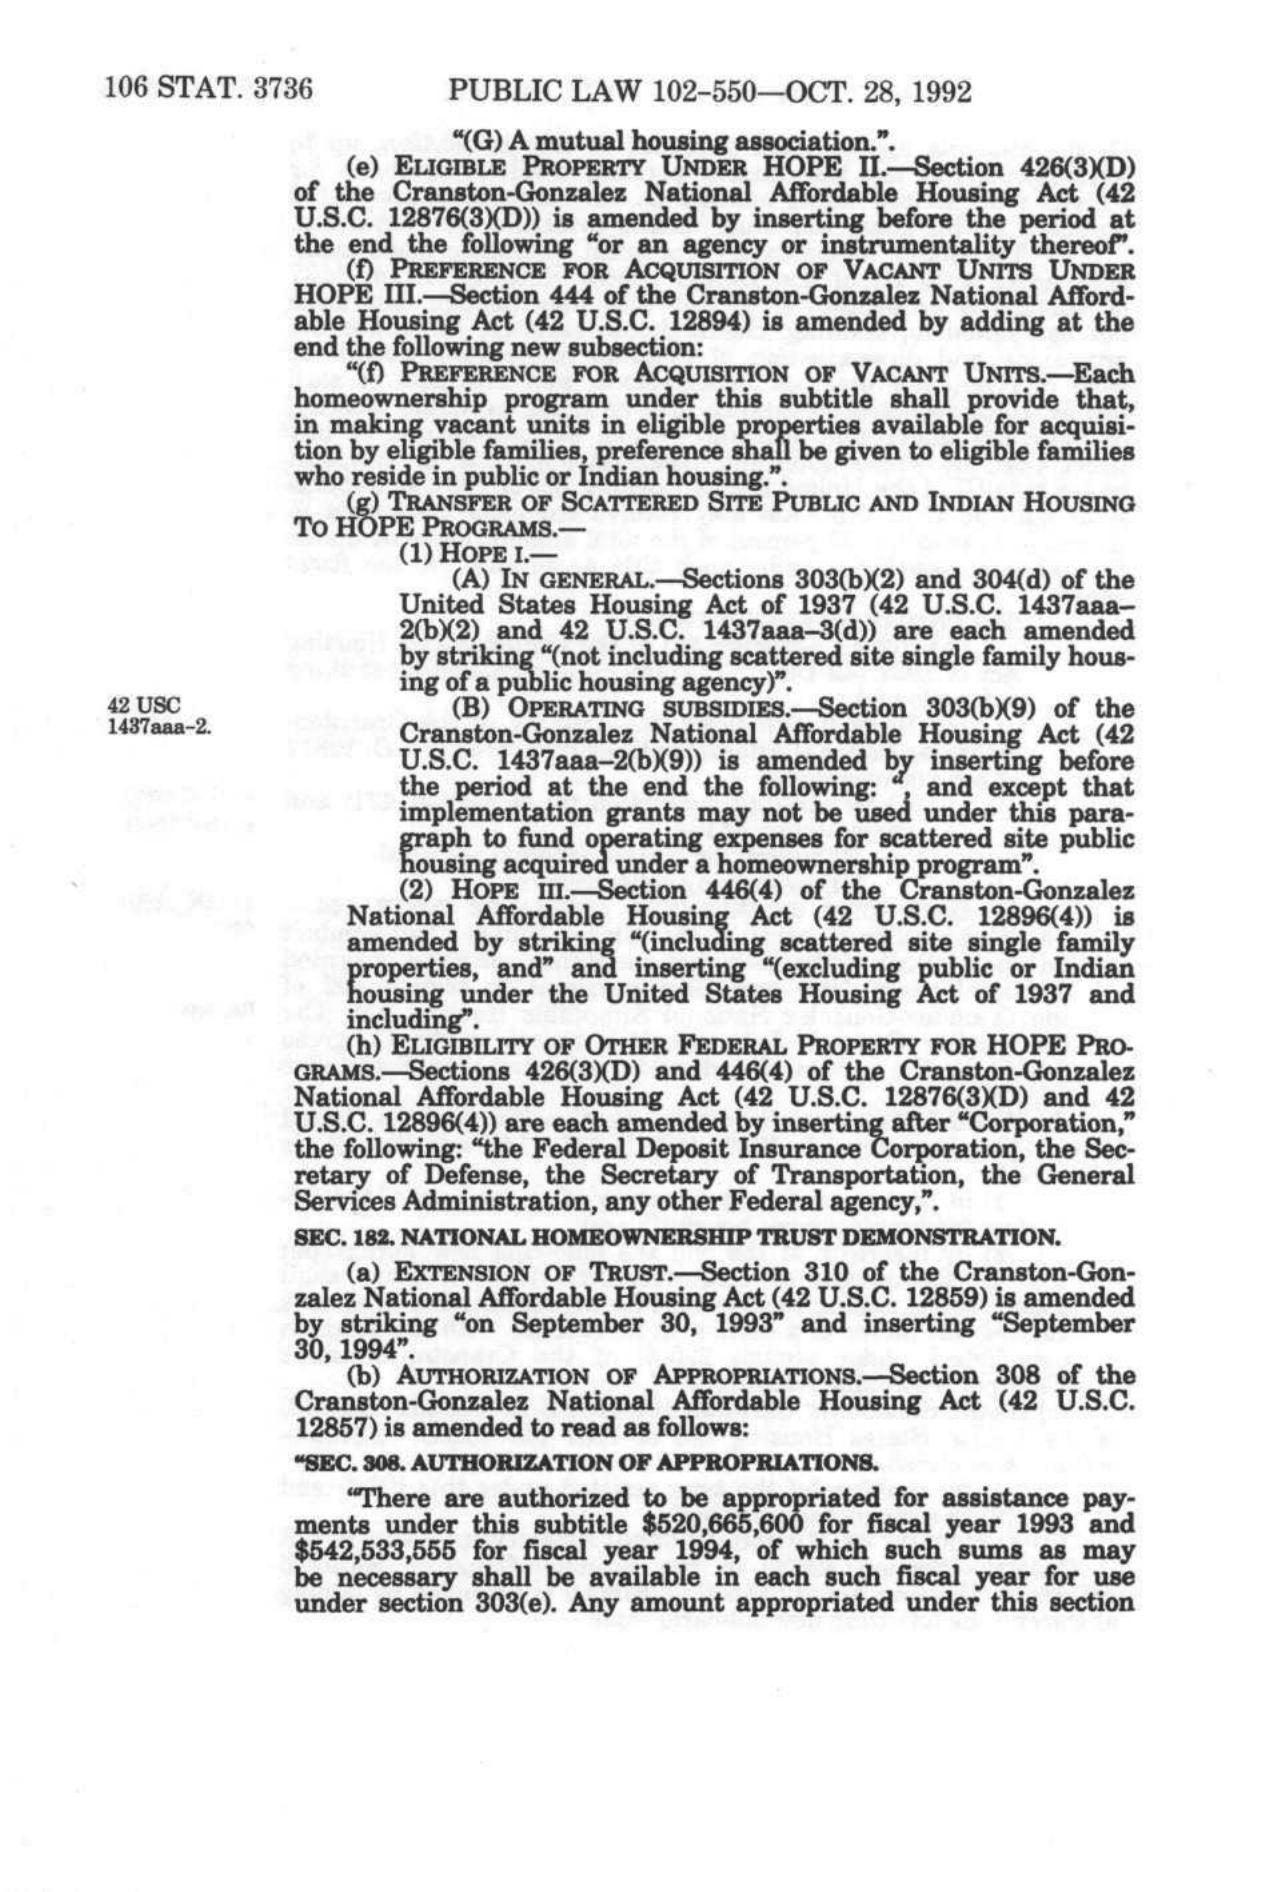 106 STAT. 3736 PUBLIC LAW 102-550—OCT. 28, 1992
"(G) A mutual housing association.".
(e) ELIGIBLE PROPERTY UNDER HOPE II.—Section 426(3)(D)
of the Cranston-Gonzalez National Affordable Housing Act (42
U.S.C. 12876(3)(D)) is amended by inserting before the period at
the end the following "or an agency or instrumentality thereof".
(f) PREFERENCE FOR ACQUISITION OF VACANT UNITS UNDER
HOPE III.—Section 444 of the Cranston-Gonzalez National Afford-
able Housing Act (42 U.S.C. 12894) is amended by adding at the
end the following new subsection:
"(f) PREFERENCE FOR ACQUISITION OF VACANT UNITS.—Each
homeownership program under this subtitle shall provide that,
in making vacant units in eligible properties available for acquisi-
tion by eligible families, preference shall be given to eligible families
who reside in public or Indian housing."
(g) TRANSFER OF SCATTERED SITE PUBLIC AND INDIAN HOUSING
TO HOPE PROGRAMS.—
(1) HOPE I.—
(A) IN GENERAL.—Sections 303(b)(2) and 304(d) of the
United States Housing Act of 1937 (42 U.S.C. 1437aaa-
2(b)(2) and 42 U.S.C. 1437aaa-3(d)) are each amended
by striking "(not including scattered site single family hous-
ing of a public housing agency)".
42 USC
1437aaa-2.
(B) OPERATING SUBSIDIES.—Section 303(b)(9) of the
Cranston-Gonzalez National Affordable Housing Act (42
U.S.C. 1437aaa-2(b)(9)) is amended by inserting before
the period at the end the following: "; and except that
implementation grants may not be used under this para-
graph to fund operating expenses for scattered site public
housing acquired under a homeownership program".
(2) HOPE III.—Section 446(4) of the Cranston-Gonzalez
National Affordable Housing Act (42 U.S.C. 12896(4)) is
amended by striking "(including scattered site single family
properties, and" and inserting "(excluding public or Indian
housing under the United States Housing Act of 1937 and
including".
(h) ELIGIBILITY OF OTHER FEDERAL PROPERTY FOR HOPE PRO-
GRAMS.—Sections 426(3)(D) and 446(4) of the Cranston-Gonzalez
National Affordable Housing Act (42 U.S.C. 12876(3)(D) and 42
U.S.C. 12896(4)) are each amended by inserting after "Corporation,"
the following: "the Federal Deposit Insurance Corporation, the Sec-
retary of Defense, the Secretary of Transportation, the General
Services Administration, any other Federal agency,".
SEC. 182. NATIONAL HOMEOWNERSHIP TRUST DEMONSTRATION.
(a) EXTENSION OF TRUST.—Section 310 of the Cranston-Gon-
zalez National Affordable Housing Act (42 U.S.C. 12859) is amended
by striking "on September 30, 1993" and inserting "September
30, 1994".
(b) AUTHORIZATION OF APPROPRIATIONS.—Section 308 of the
Cranston-Gonzalez National Affordable Housing Act (42 U.S.C.
12857) is amended to read as follows:
"SEC. 308. AUTHORIZATION OF APPROPRIATIONS.
"There are authorized to be appropriated for assistance pay-
ments under this subtitle $520,665,600 for fiscal year 1993 and
$542,533,555 for fiscal year 1994, of which such sums as may
be necessary shall be available in each such fiscal year for use
under section 303(e). Any amount appropriated under this section